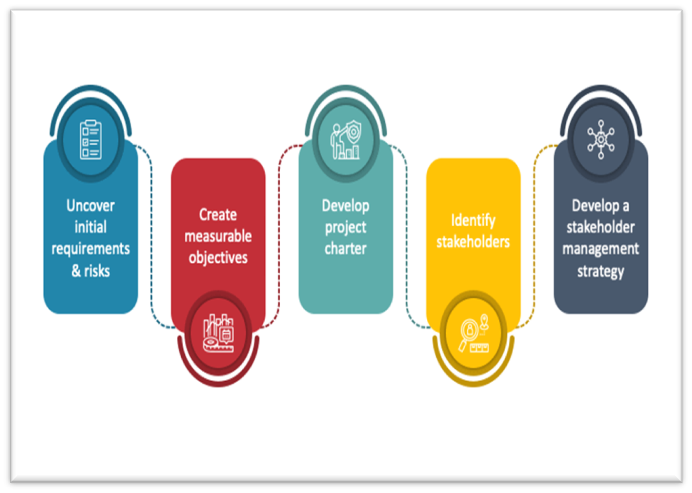 Uncover
initial
requirements
& risks
Create
measurable
objectives
Develop
project
charter
Identify
stakeholders
Develop a
stakeholder
management
strategy